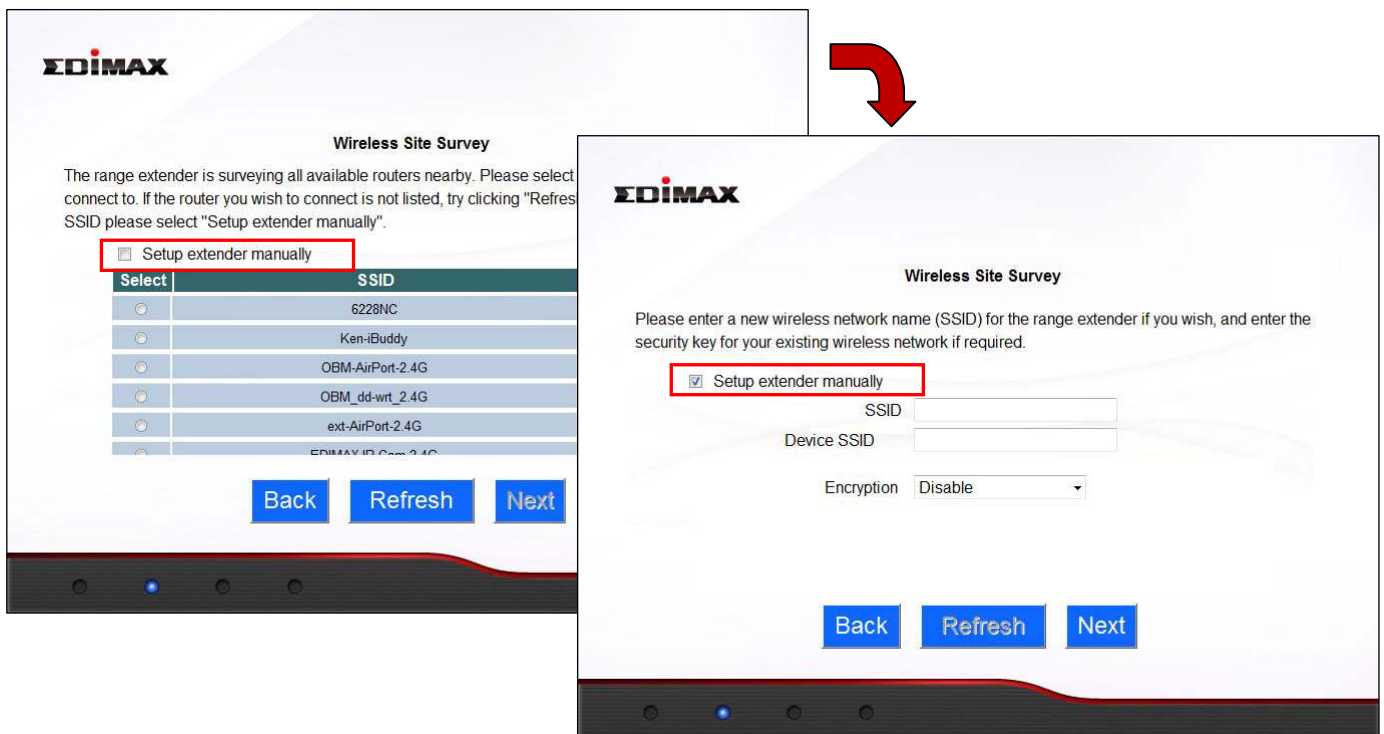 EDIMAX
Wireless Site Survey
The range extender is surveying all available routers nearby. Please select
connect to. If the router you wish to connect is not listed, try clicking "Refres
SSID please select "Setup extender manually".
Setup extender manually
Select SSID
6228NC
Ken-iBuddy
OBM-AirPort-2.4G
OBM_dd-wrt_2.4G
ext-AirPort-2.4G
EDIMAX IP Cam 2.4G
Back Refresh Next
EDIMAX
Wireless Site Survey
Please enter a new wireless network name (SSID) for the range extender if you wish, and enter the
security key for your existing wireless network if required.
Setup extender manually
SSID
Device SSID
Encryption Disable
Back Refresh Next